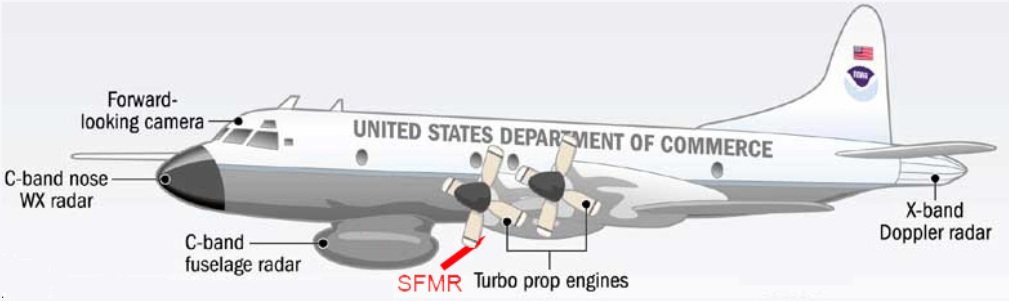 Forward-
looking camera
UNITED STATES DEPARTMENT OF COMMERCE
C-band nose
WX radar
C-band
fuselage radar
SFMR
Turbo prop engines
X-band
Doppler radar